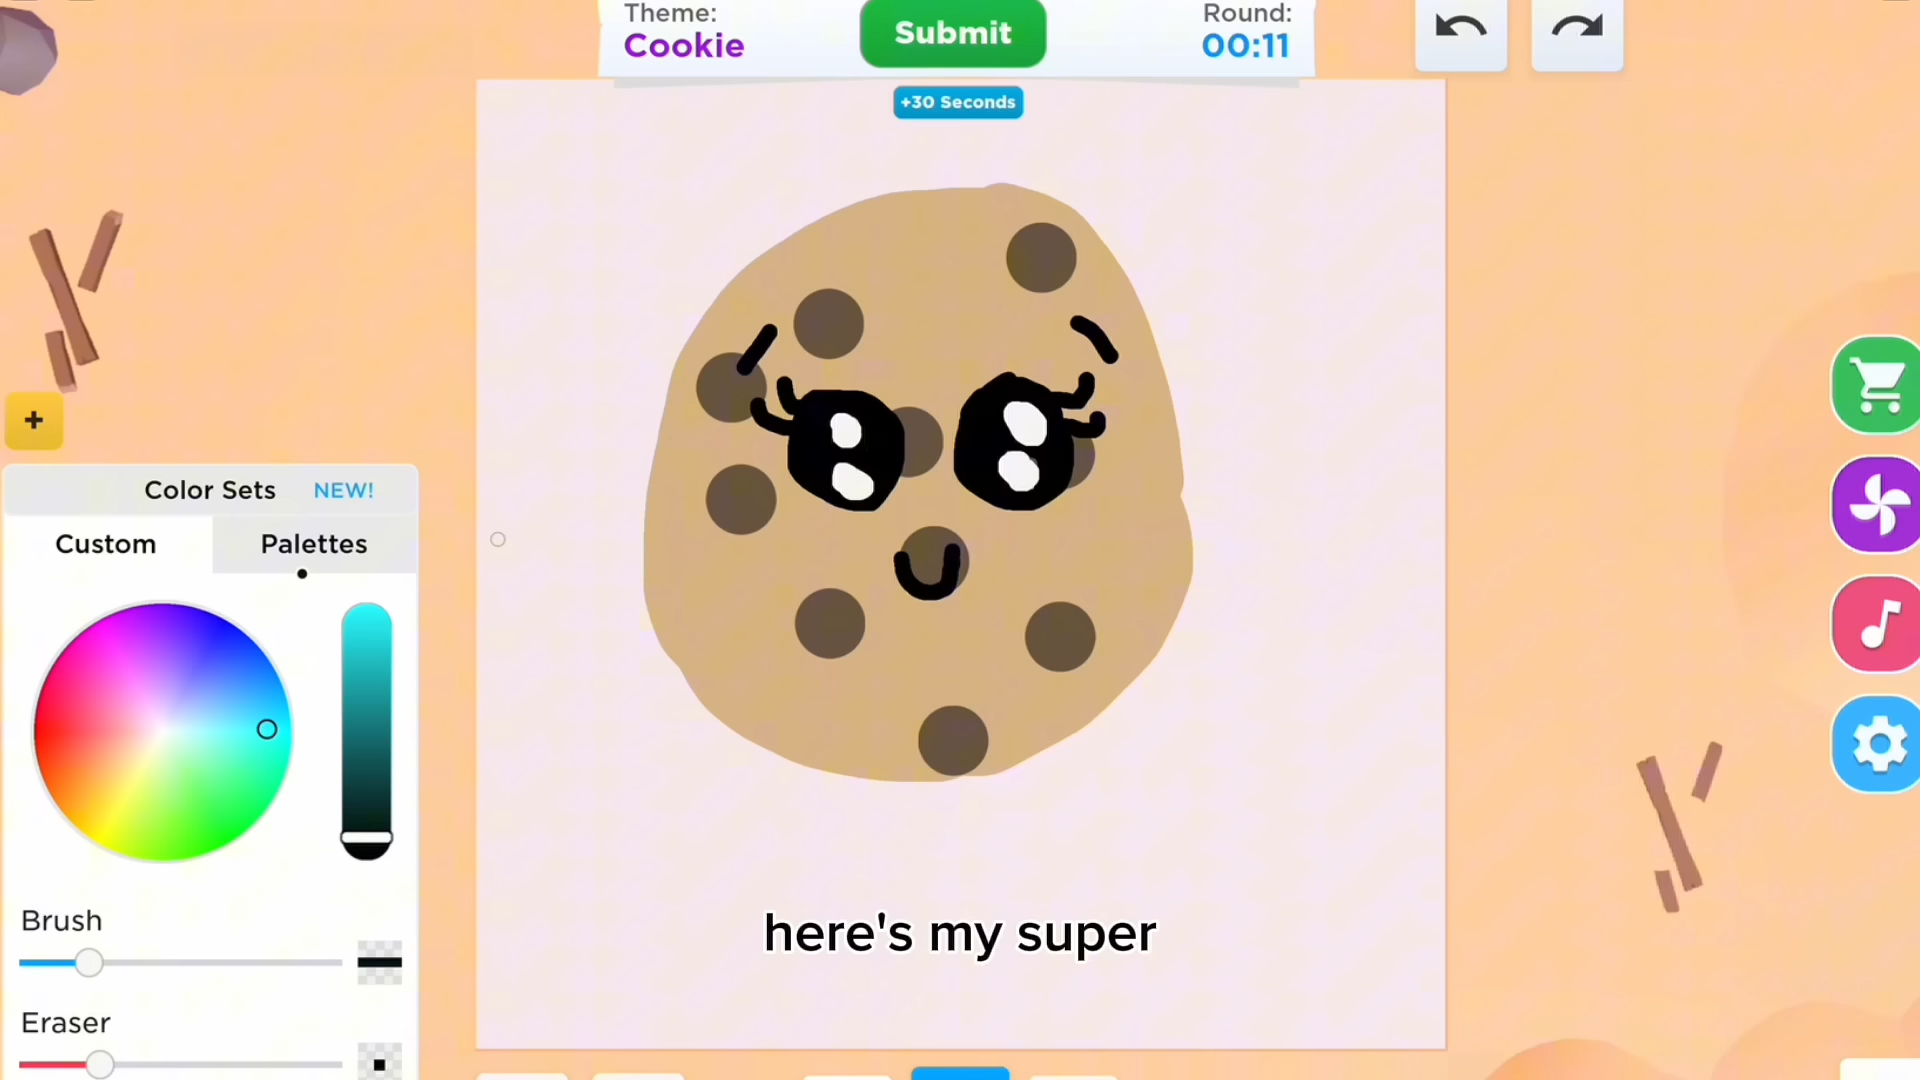 Theme:
Cookie
Submit
Round:
00:11
+30 Seconds
+
Color Sets NEW!
Custom
Palettes
Brush
Eraser
here's my super